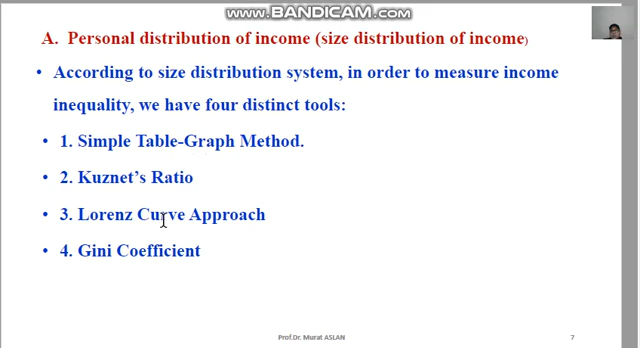 www.BANDICAM.com
A. Personal distribution of income (size distribution of income)
• According to size distribution system, in order to measure income
inequality, we have four distinct tools:
• 1. Simple Table-Graph Method.
• 2. Kuznet's Ratio
• 3. Lorenz Curve Approach
• 4. Gini Coefficient
Prof.Dr. Murat ASLAN
7